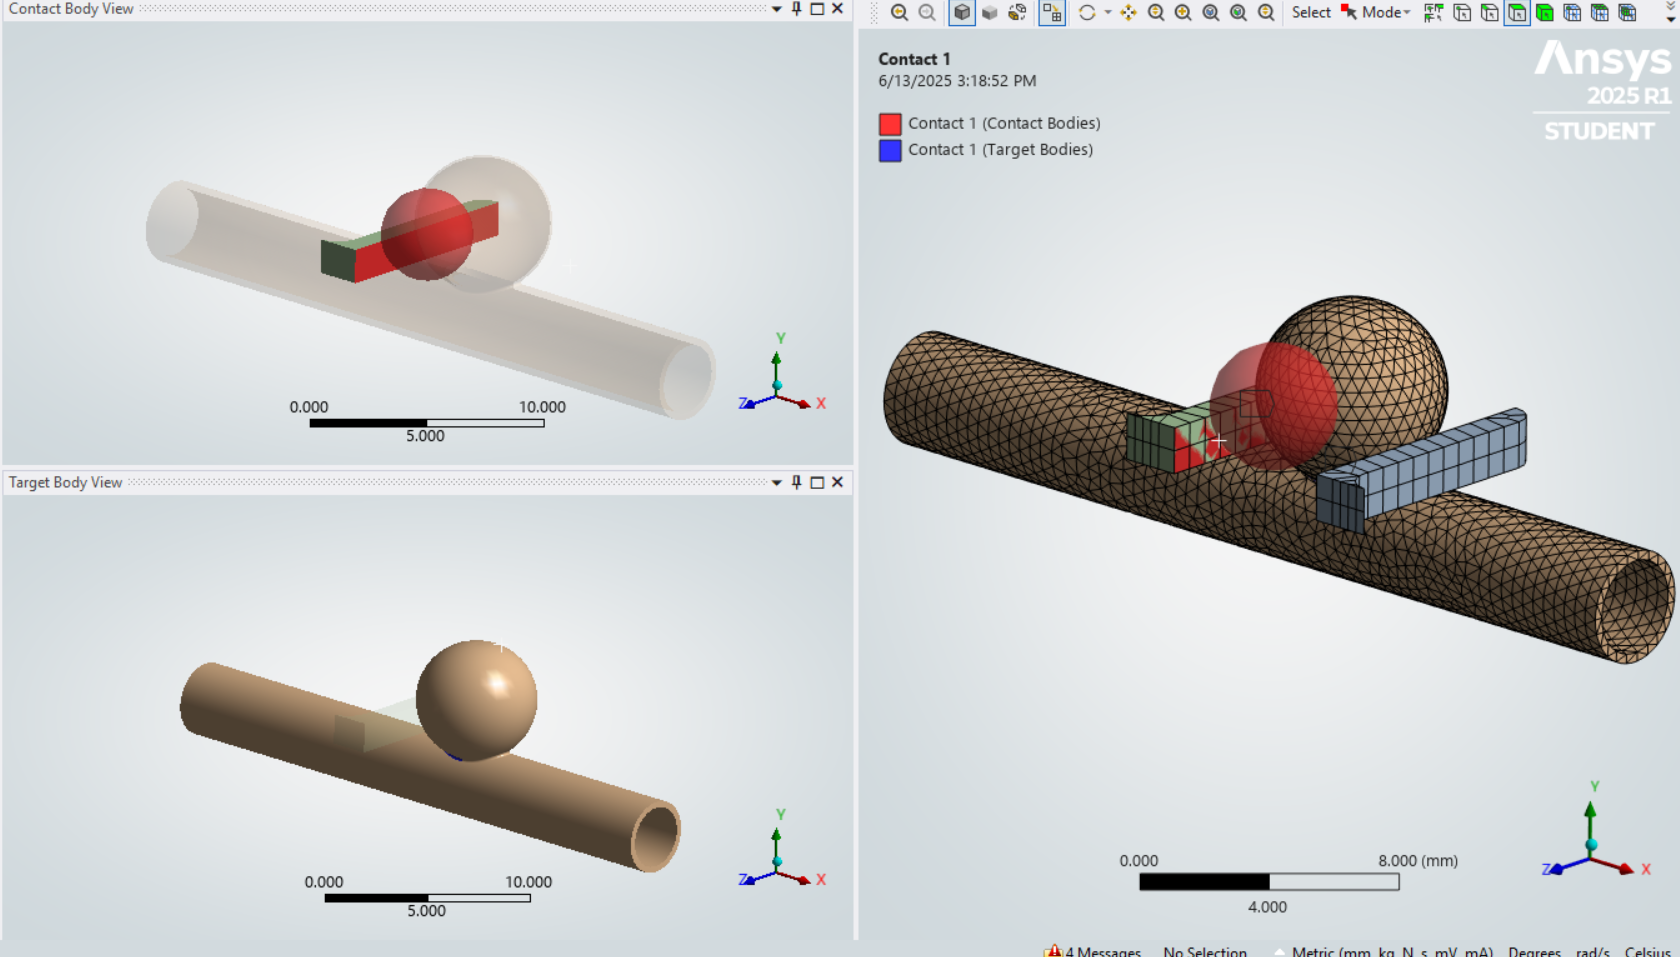 Contact Body View
0.000
10.000
5.000
Y
Z
X
Target Body View
0.000
10.000
5.000
Y
Z
X
Select
Mode
Contact 1
6/13/2025 3:18:52 PM
Contact 1 (Contact Bodies)
Contact 1 (Target Bodies)
Ansys
2025 R1
STUDENT
0.000
8.000 (mm)
4.000
Y
Z
X
4 Messages
No Selection
Metric (mm, kg, N, s, mV, mA)
Degrees
rad/s
Celsius